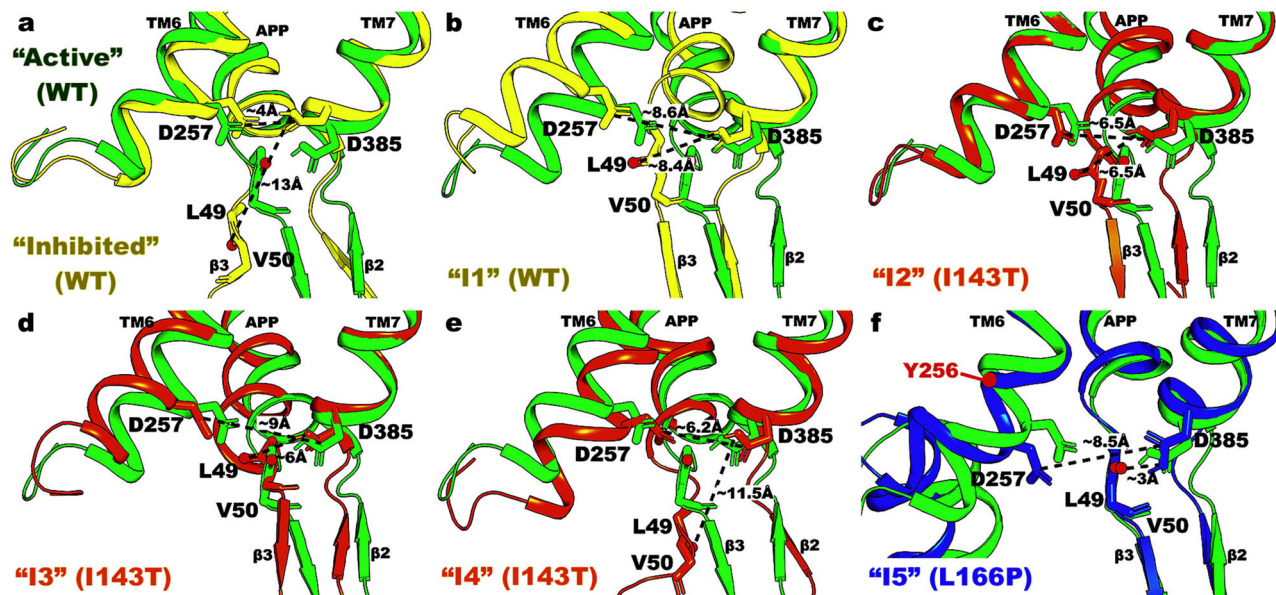 a
TM6
APP
TM7
"Active"
(WT)
~4Å
D257
D385
~13Å
L49
"Inhibited"
(WT)
β3
V50
β2
b
TM6
APP
TM7
~8.6Å
D257
D385
L49
~8.4Å
V50
β3
β2
"I1" (WT)
c
TM6
APP
TM7
~6.5Å
D257
D385
L49
~6.5Å
V50
β3
β2
"I2" (I143T)
d
TM6
APP
TM7
D257
~9Å
D385
L49
~6Å
V50
β3
β2
"I3" (I143T)
e
TM6
APP
TM7
~6.2Å
D257
D385
~11.5Å
L49
V50
β3
β2
"I4" (I143T)
f
TM6
APP
TM7
Y256
~8.5Å
D385
D257
~3Å
L49
V50
β3
β2
"I5" (L166P)